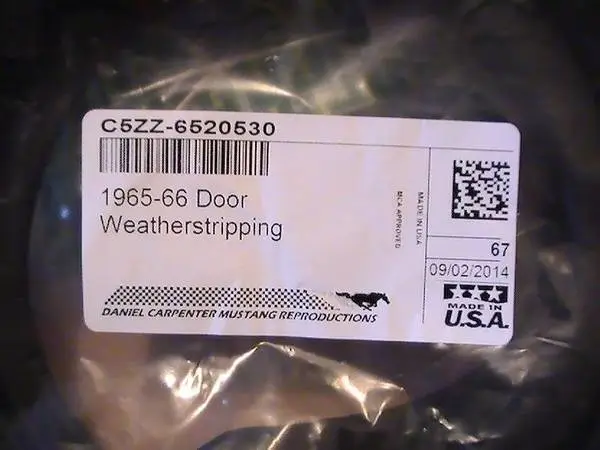 C5ZZ-6520530
1965-66 Door
Weatherstripping
MCA APPROVED
MADE IN USA
67
09/02/2014
MADE IN
U.S.A.
DANIEL CARPENTER MUSTANG REPRODUCTIONS